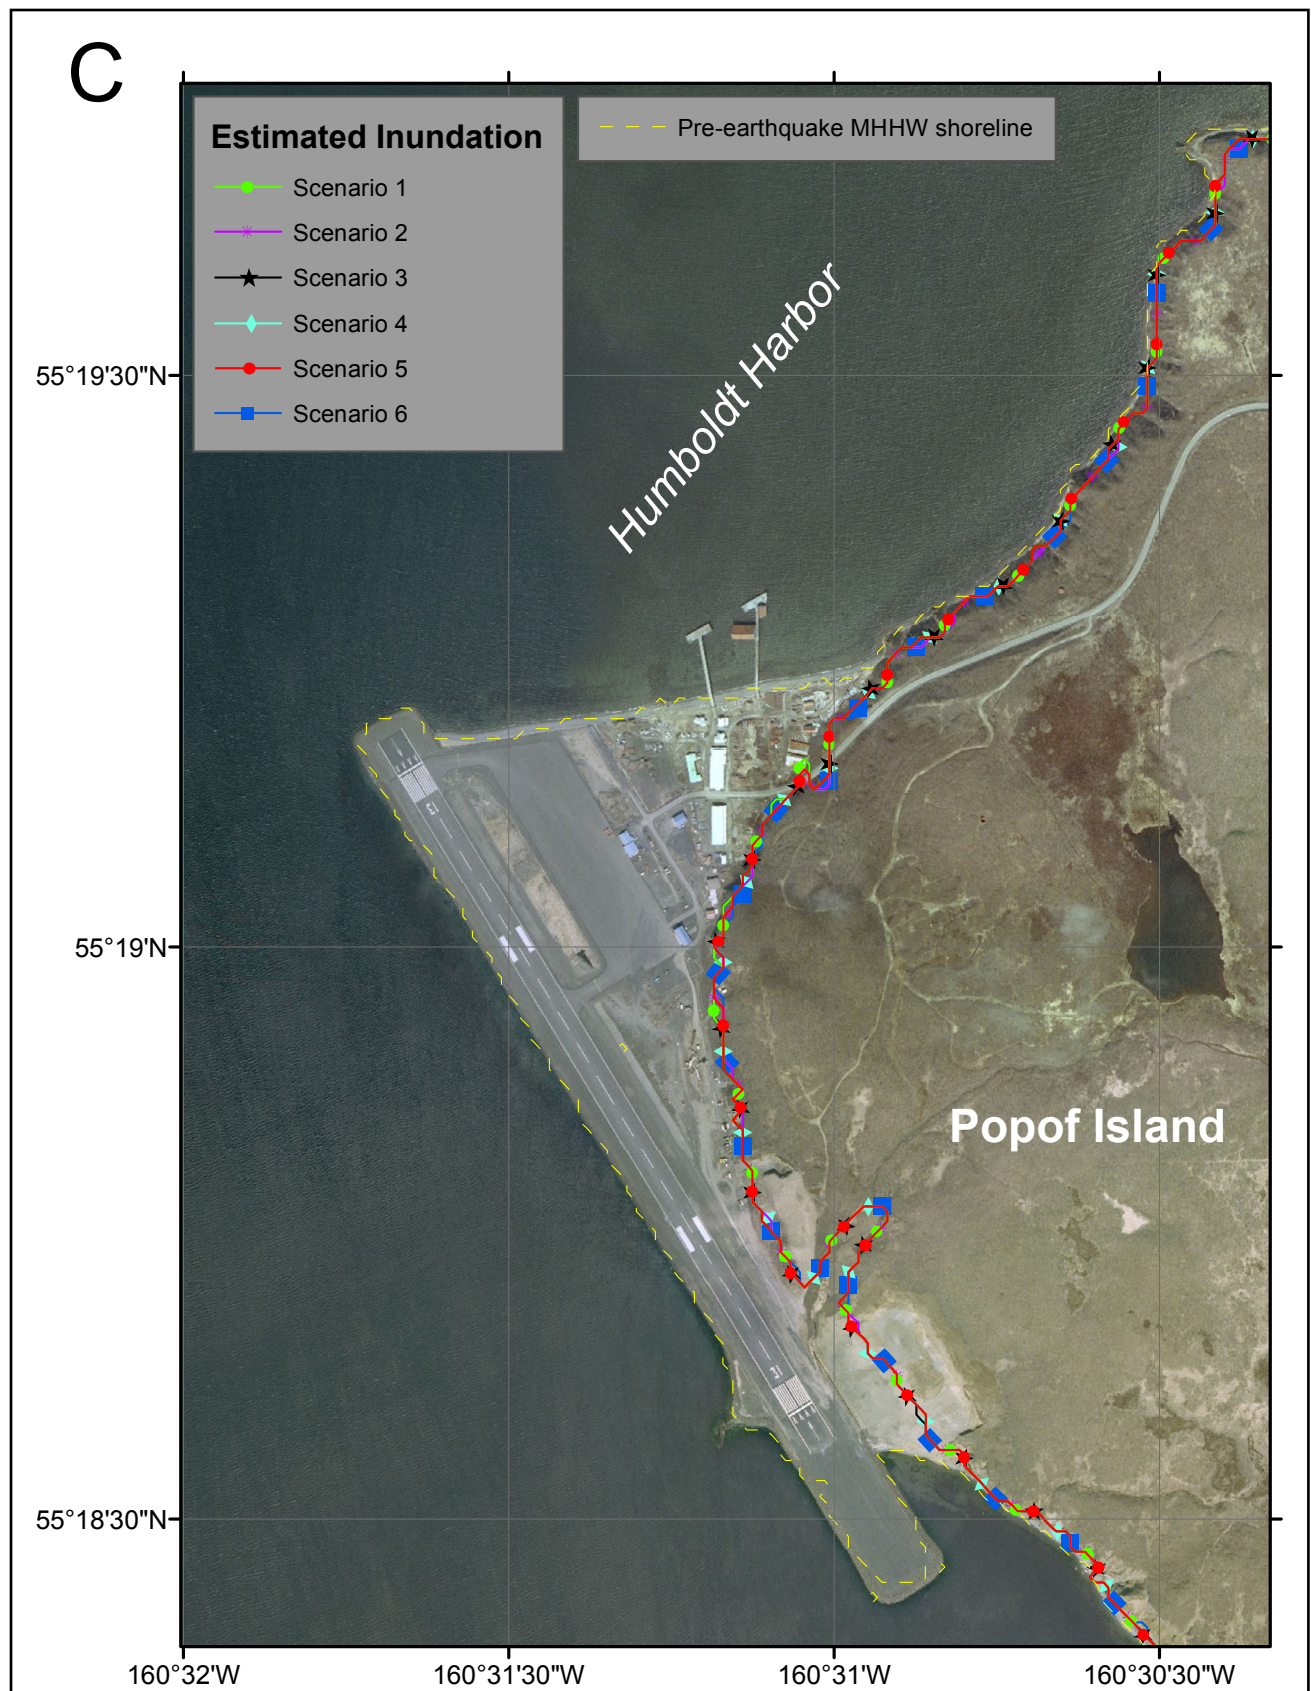 C
Estimated Inundation
Scenario 1
Scenario 2
Scenario 3
Scenario 4
Scenario 5
Scenario 6
Pre-earthquake MHHW shoreline
Humboldt Harbor
Popof Island
55°19'30"N
55°19'N
55°18'30"N
160°32'W
160°31'30"W
160°31'W
160°30'30"W